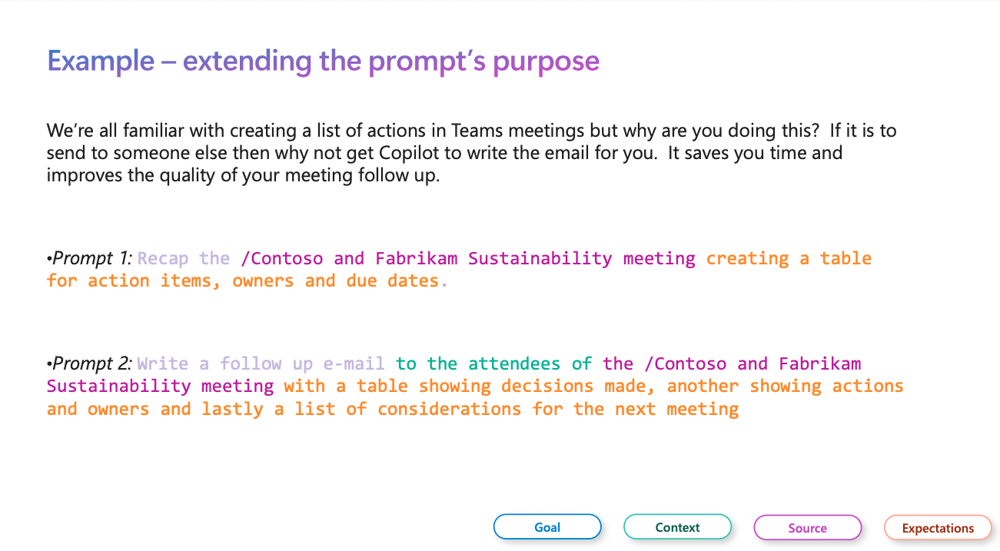 Example – extending the prompt’s purpose
We’re all familiar with creating a list of actions in Teams meetings but why are you doing this?  If it is to
send to someone else then why not get Copilot to write the email for you.  It saves you time and
improves the quality of your meeting follow up.
•Prompt 1: Recap the /Contoso and Fabrikam Sustainability meeting creating a table
for action items, owners and due dates.
•Prompt 2: Write a follow up e-mail to the attendees of the /Contoso and Fabrikam
Sustainability meeting with a table showing decisions made, another showing actions
and owners and lastly a list of considerations for the next meeting
Goal
Context
Source
Expectations